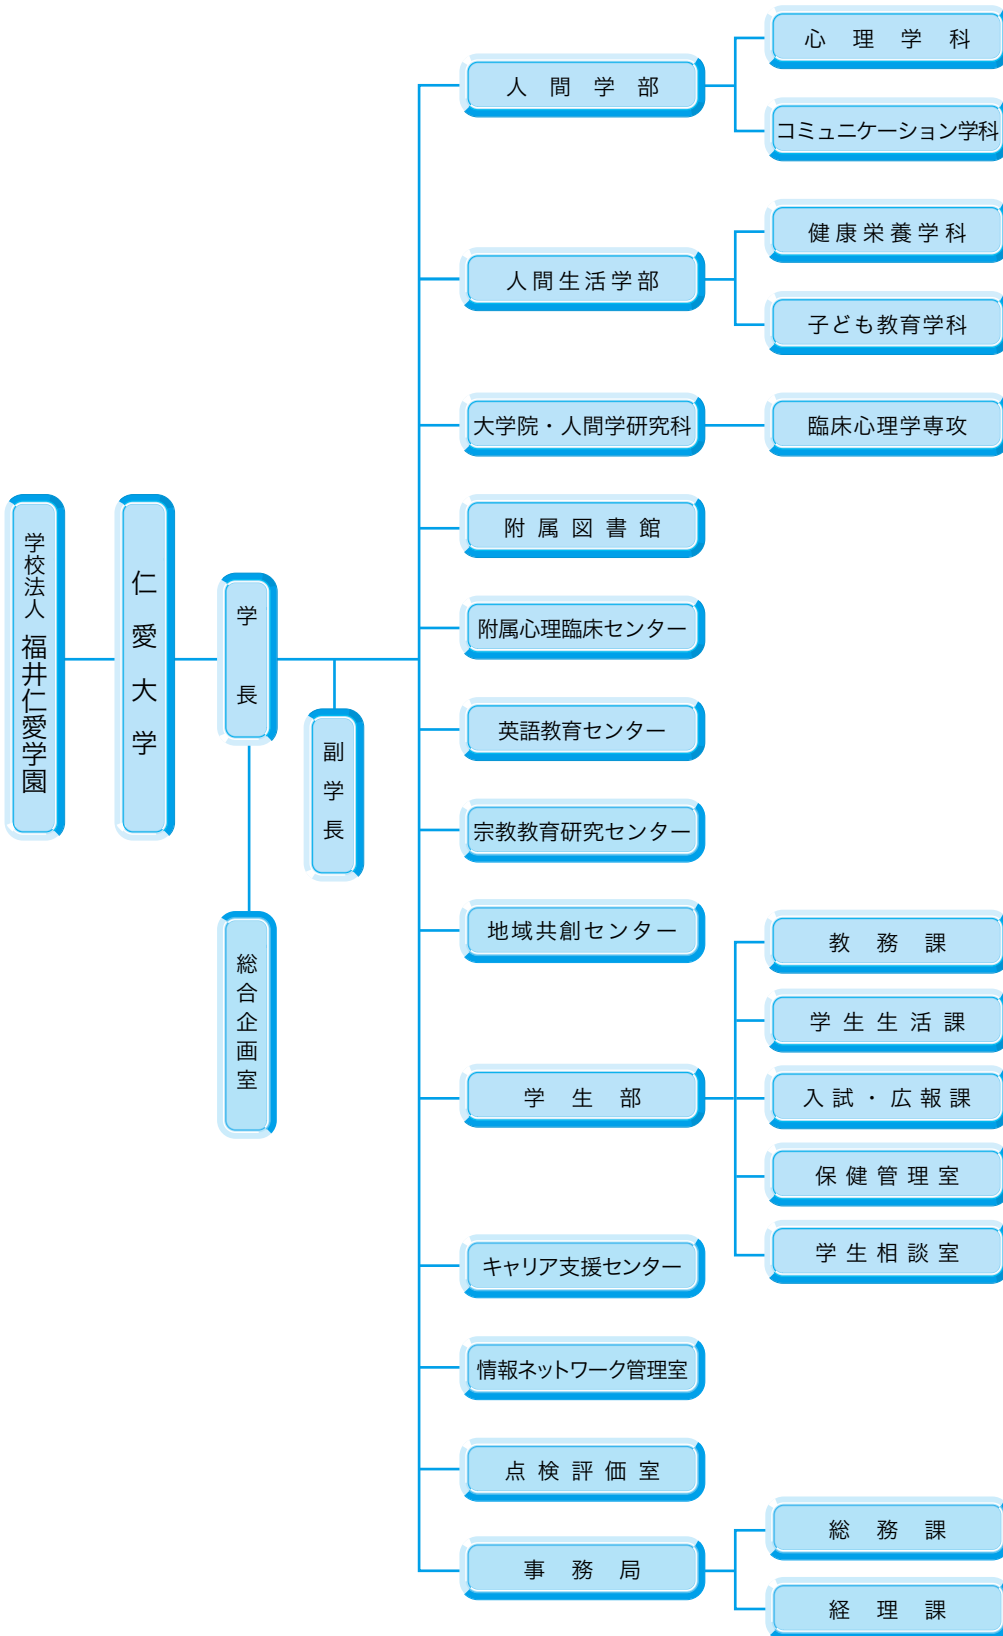 学校法人 福井仁愛学園
仁愛大学
学長
副学長
総合企画室
人間学部
心理学科
コミュニケーション学科
人間生活学部
健康栄養学科
子ども教育学科
大学院・人間学研究科
臨床心理学専攻
附属図書館
附属心理臨床センター
英語教育センター
宗教教育研究センター
地域共創センター
学生部
教務課
学生生活課
入試・広報課
保健管理室
学生相談室
キャリア支援センター
情報ネットワーク管理室
点検評価室
事務局
総務課
経理課